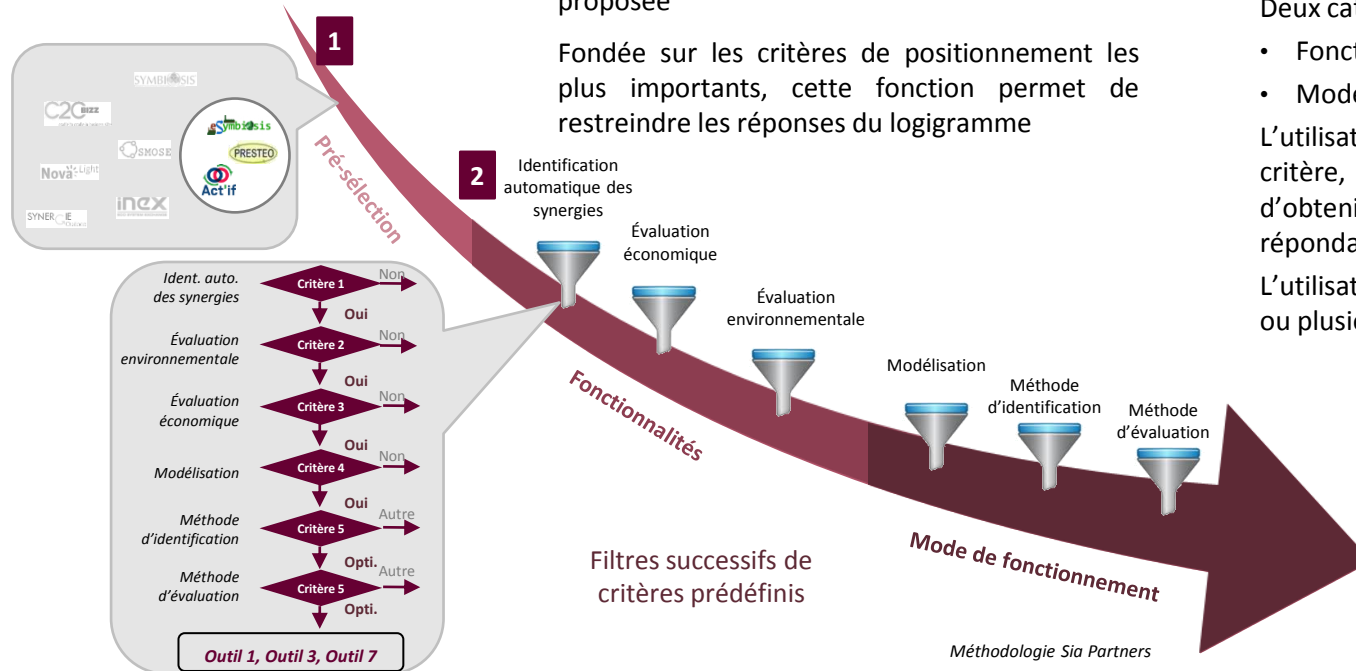 proposée
Fondée sur les critères de positionnement les
plus importants, cette fonction permet de
restreindre les réponses du logigramme
Deux ca
• Fonct
• Mode
L'utilisat
critère,
d'obteni
réponda
L'utilisat
ou plusie
1
SYMBIOSIS
C2C BIZZ
OSMOSE
Nova Light
SYNERGIE
inex
eSymbiosis
PRESTEO
Act'if
Pré-sélection
2
Identification
automatique des
synergies
Évaluation
économique
Évaluation
environnementale
Modélisation
Méthode
d'identification
Méthode
d'évaluation
Fonctionnalités
Mode de fonctionnement
Ident. auto.
des synergies
Critère 1
Non
Oui
Évaluation
environnementale
Critère 2
Non
Oui
Évaluation
économique
Critère 3
Non
Oui
Modélisation
Critère 4
Non
Oui
Méthode
d'identification
Critère 5
Autre
Opti.
Méthode
d'évaluation
Critère 5
Autre
Opti.
Outil 1, Outil 3, Outil 7
Filtres successifs de
critères prédéfinis
Méthodologie Sia Partners